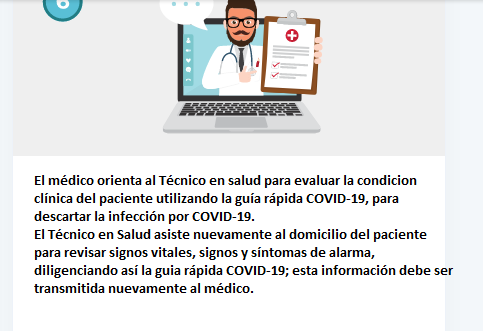 6
El médico orienta al Técnico en salud para evaluar la condicion
clínica del paciente utilizando la guía rápida COVID-19, para
descartar la infección por COVID-19.
El Técnico en Salud asiste nuevamente al domicilio del paciente
para revisar signos vitales, signos y síntomas de alarma,
diligenciando así la guia rápida COVID-19; esta información debe ser
transmitida nuevamente al médico.